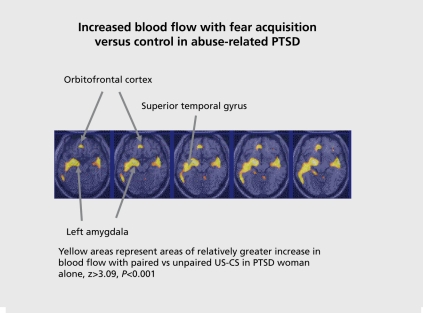 Increased blood flow with fear acquisition
versus control in abuse-related PTSD
Orbitofrontal cortex
Superior temporal gyrus
Left amygdala
Yellow areas represent areas of relatively greater increase in
blood flow with paired vs unpaired US-CS in PTSD woman
alone, z>3.09, P<0.001